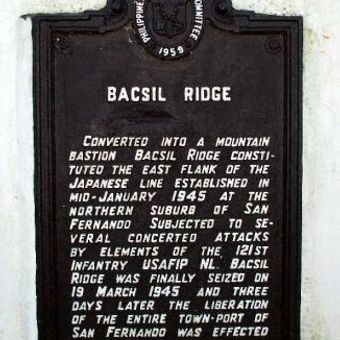 PHILIPPINE
COMMITTEE
1959
BACSIL RIDGE
CONVERTED INTO A MOUNTAIN
BASTION BACSIL RIDGE CONSTI-
TUTED THE EAST FLANK OF THE
JAPANESE LINE ESTABLISHED IN
MID-JANUARY 1945 AT THE
NORTHERN SUBURB OF SAN
FERNANDO SUBJECTED TO SE-
VERAL CONCERTED ATTACKS
BY ELEMENTS OF THE 121ST
INFANTRY USAFIP NL. BACSIL
RIDGE WAS FINALLY SEIZED ON
19 MARCH 1945 AND THREE
DAYS LATER THE LIBERATION
OF THE ENTIRE TOWN-PORT OF
SAN FERNANDO WAS EFFECTED